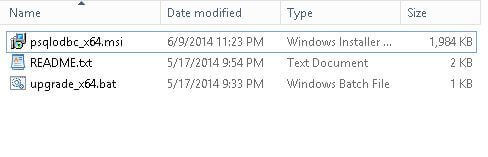 Name Date modified Type Size
psqlodbc_x64.msi 6/9/2014 11:23 PM Windows Installer ... 1,984 KB
README.txt 5/17/2014 9:54 PM Text Document 2 KB
upgrade_x64.bat 5/17/2014 9:33 PM Windows Batch File 1 KB